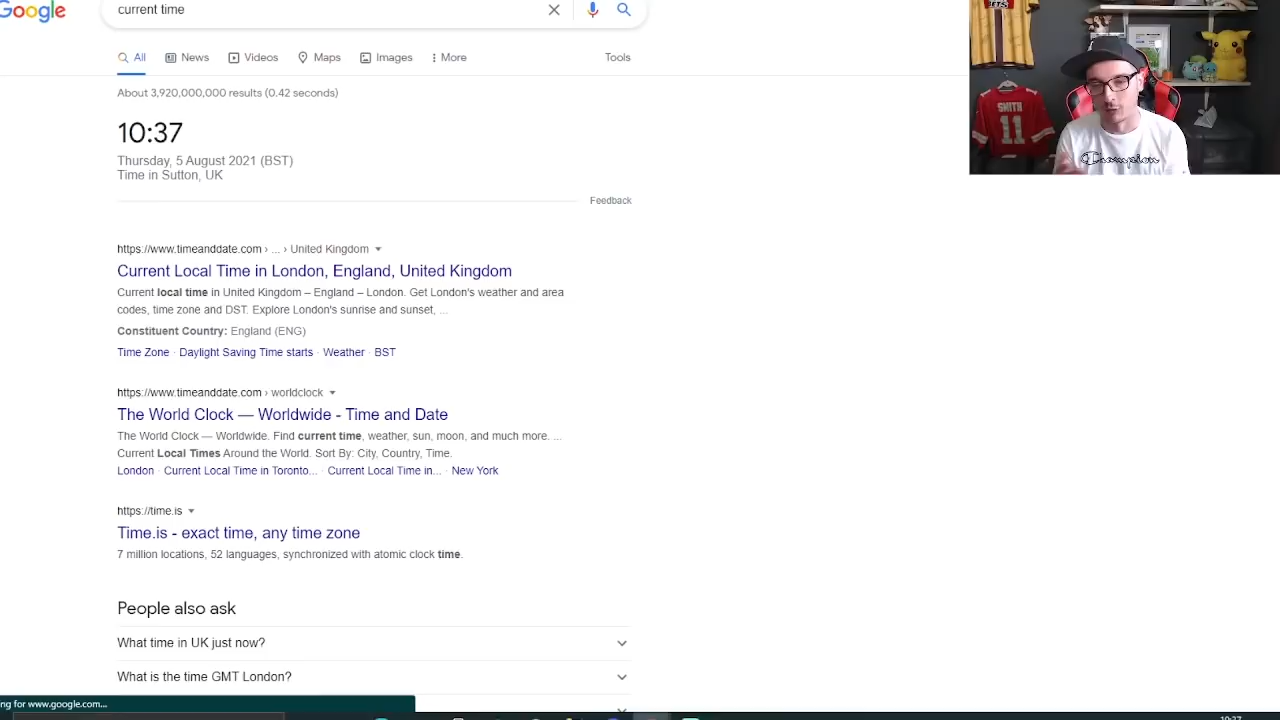 Google
current time
All
News
Videos
Maps
Images
More
Tools
About 3,920,000,000 results (0.42 seconds)
10:37
Thursday, 5 August 2021 (BST)
Time in Sutton, UK
Feedback
https://www.timeanddate.com › ... › United Kingdom
Current Local Time in London, England, United Kingdom
Current local time in United Kingdom – England – London. Get London's weather and area
codes, time zone and DST. Explore London's sunrise and sunset, ...
Constituent Country: England (ENG)
Time Zone · Daylight Saving Time starts · Weather · BST
https://www.timeanddate.com › worldclock
The World Clock — Worldwide - Time and Date
The World Clock — Worldwide. Find current time, weather, sun, moon, and much more. ...
Current Local Times Around the World. Sort By: City, Country, Time.
London · Current Local Time in Toronto... · Current Local Time in... · New York
https://time.is
Time.is - exact time, any time zone
7 million locations, 52 languages, synchronized with atomic clock time.
People also ask
What time in UK just now?
What is the time GMT London?
ng for www.google.com...
10:37
SMITH
11
Champion